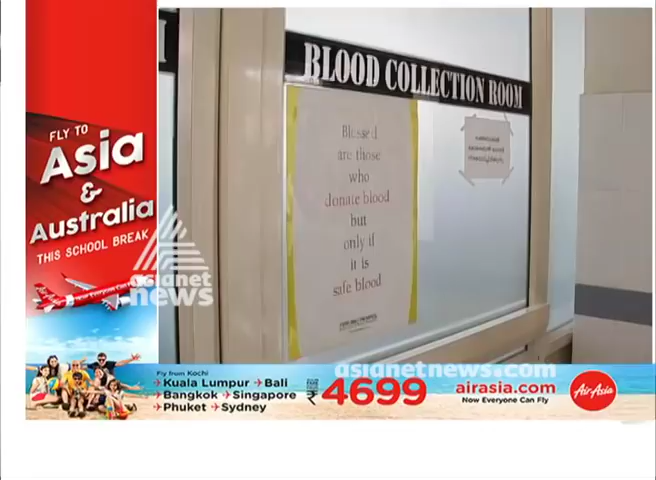 BLOOD COLLECTION ROOM
Blessed
are those
who
donate blood
but
only if
it is
safe blood
FLY TO
Asia
&
Australia
THIS SCHOOL BREAK
asianet
news
asianetnews.com
Fly from Kochi
Kuala Lumpur Bali
Bangkok Singapore
Phuket Sydney
₹ 4699
airasia.com
Now Everyone Can Fly
AirAsia